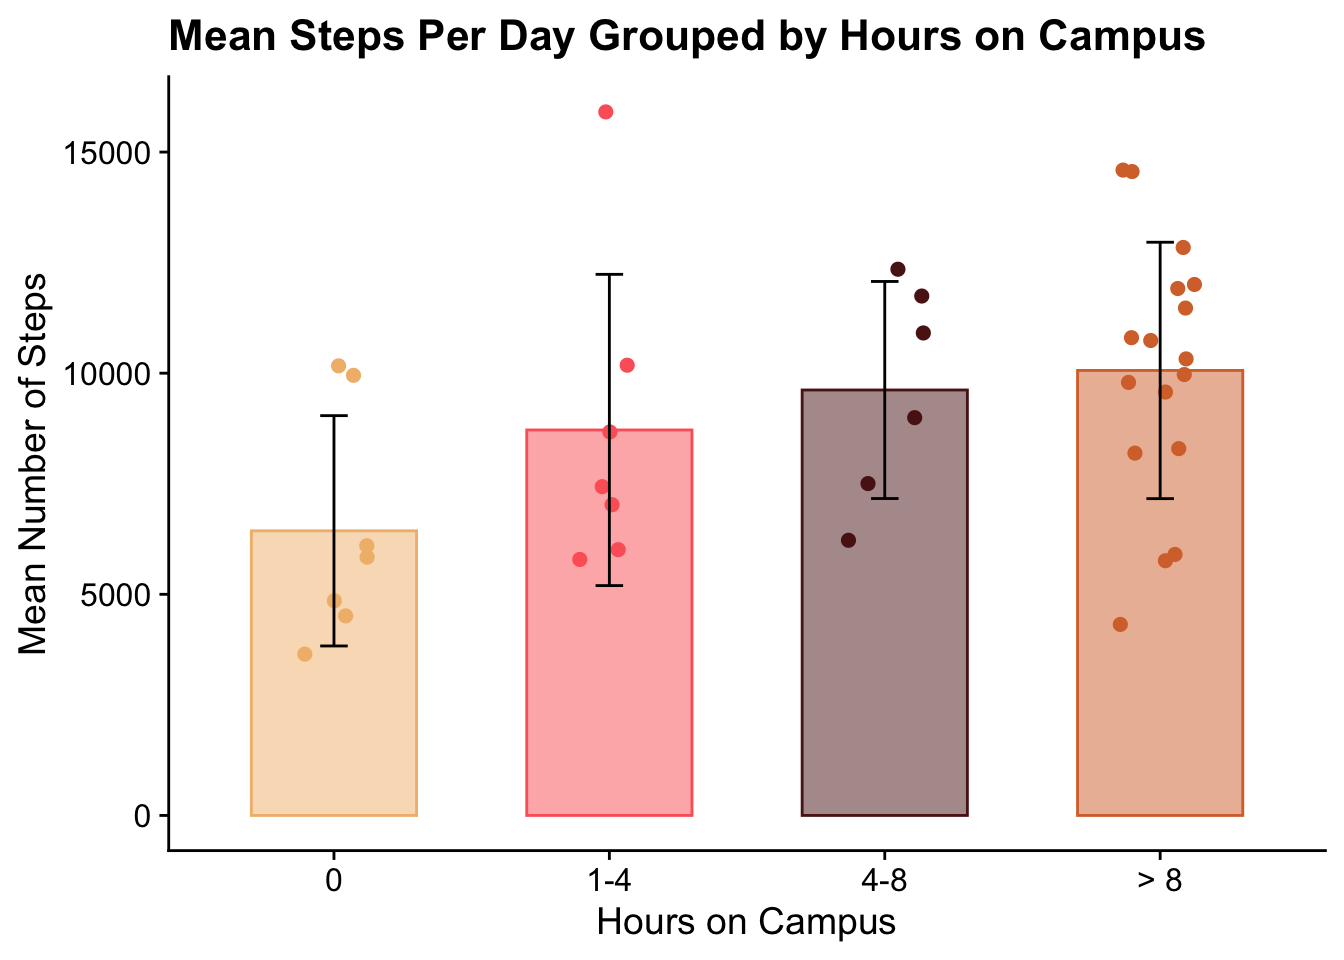 Mean Steps Per Day Grouped by Hours on Campus
Mean Number of Steps
15000
10000
5000
0
0 1-4 4-8 > 8
Hours on Campus